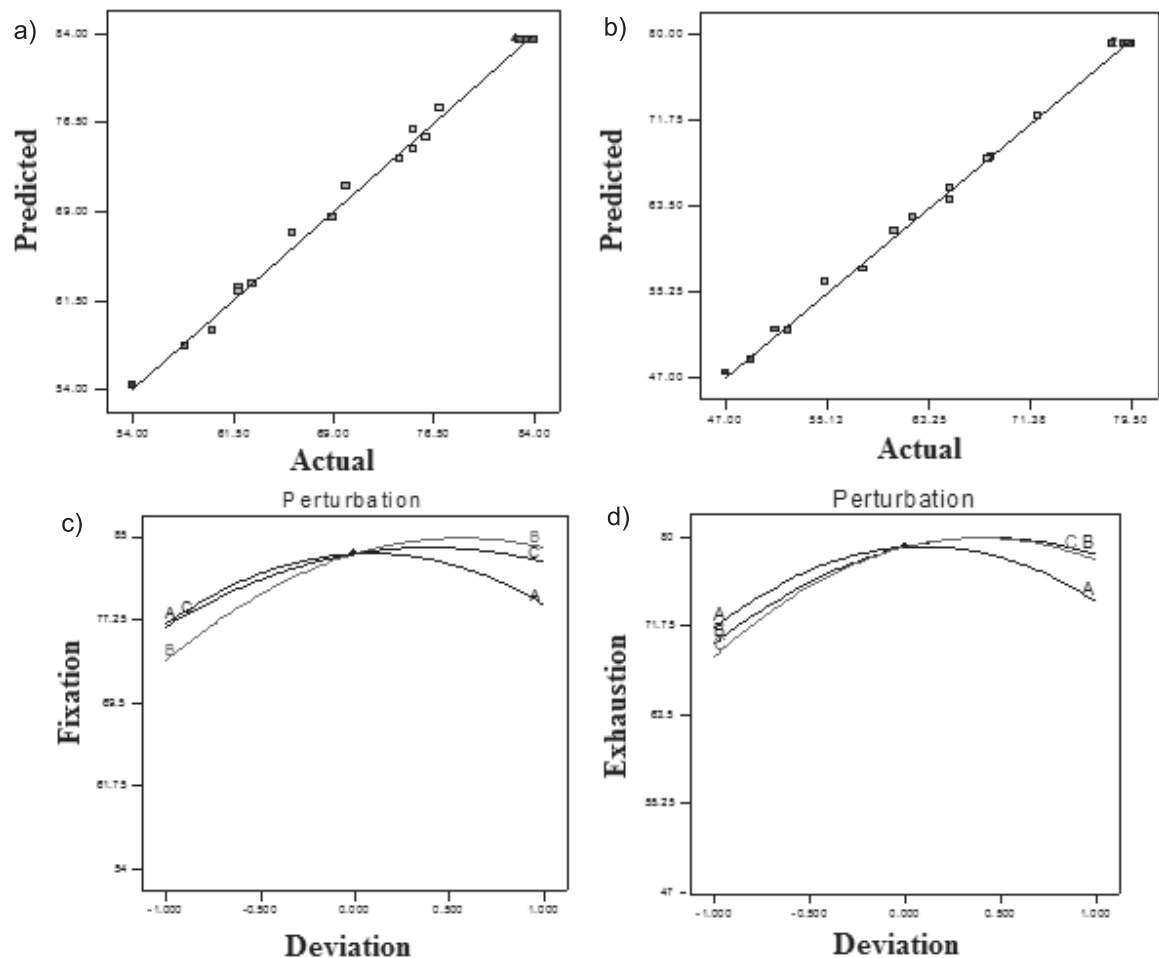 a)
84.00
76.50
69.00
61.50
54.00
Predicted
54.00 61.50 69.00 76.50 84.00
Actual
b)
80.00
71.75
63.50
55.25
47.00
Predicted
47.00 55.13 63.25 71.38 79.50
Actual
c)
Perturbation
85
77.25
69.5
61.75
54
Fixation
A C
B
B
C
A
-1.000 -0.500 0.000 0.500 1.000
Deviation
d)
Perturbation
80
71.75
63.5
55.25
47
Exhaustion
A
B
C
C B
A
-1.000 -0.500 0.000 0.500 1.000
Deviation